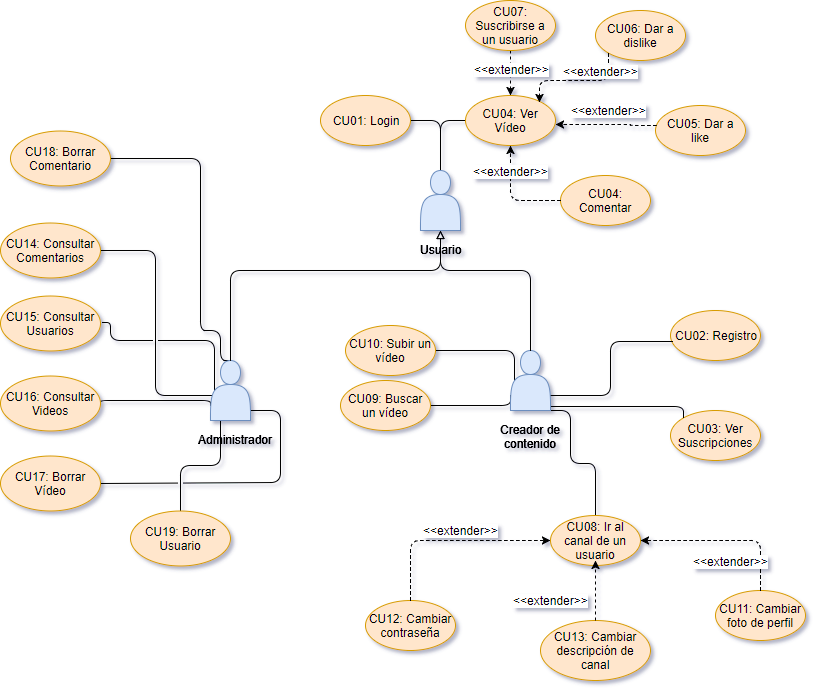 CU07:
Suscribirse a
un usuario
CU06: Dar a
dislike
<<extender>>
<<extender>>
CU01: Login
CU04: Ver
Vídeo
<<extender>>
CU05: Dar a
like
CU18: Borrar
Comentario
<<extender>>
CU04:
Comentar
Usuario
CU14: Consultar
Comentarios
CU15: Consultar
Usuarios
CU10: Subir un
vídeo
CU02: Registro
CU16: Consultar
Videos
CU09: Buscar
un vídeo
Administrador
Creador de
contenido
CU03: Ver
Suscripciones
CU17: Borrar
Vídeo
CU19: Borrar
Usuario
<<extender>>
CU08: Ir al
canal de un
usuario
<<extender>>
<<extender>>
CU12: Cambiar
contraseña
CU13: Cambiar
descripción de
canal
CU11: Cambiar
foto de perfil